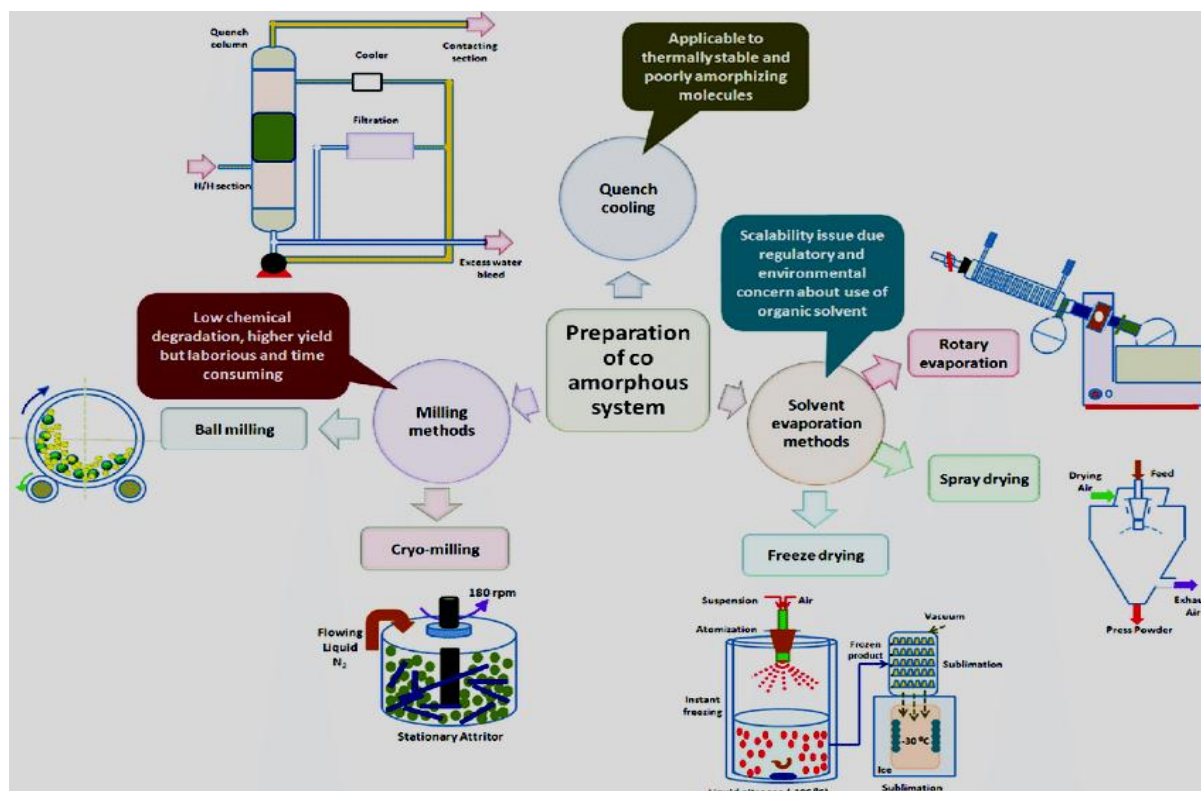 Quench
column
Contacting
section
Cooler
Filtration
H/H section
Excess water
bleed
Applicable to
thermally stable and
poorly amorphizing
molecules
Quench
cooling
Scalability issue due
regulatory and
environmental
concern about use of
organic solvent
Low chemical
degradation, higher yield
but laborious and time
consuming
Preparation
of co
amorphous
system
Rotary
evaporation
Milling
methods
Solvent
evaporation
methods
Ball milling
Spray drying
Drying
Air
Feed
Exhau
Air
Press Powder
Cryo-milling
Freeze drying
180 rpm
Flowing
Liquid
N₂
Stationary Attritor
Suspension
Air
Atomization
Instant
freezing
Frozen
product
Vacuum
Sublimation
-30 °C
Ice
Sublimation